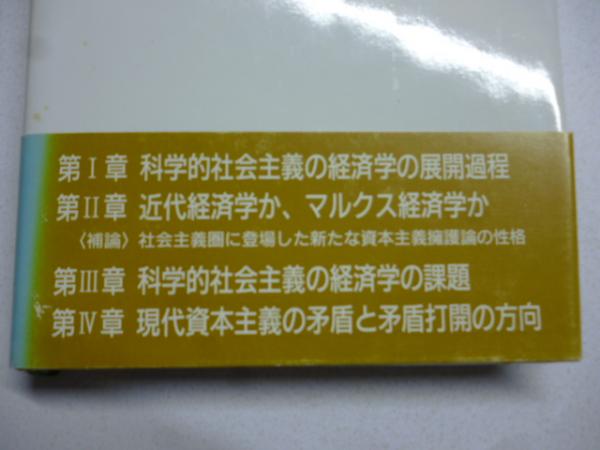 第Ⅰ章 科学的社会主義の経済学の展開過程
第Ⅱ章 近代経済学か、マルクス経済学か
〈補論〉社会主義圏に登場した新たな資本主義擁護論の性格
第Ⅲ章 科学的社会主義の経済学の課題
第Ⅳ章 現代資本主義の矛盾と矛盾打開の方向